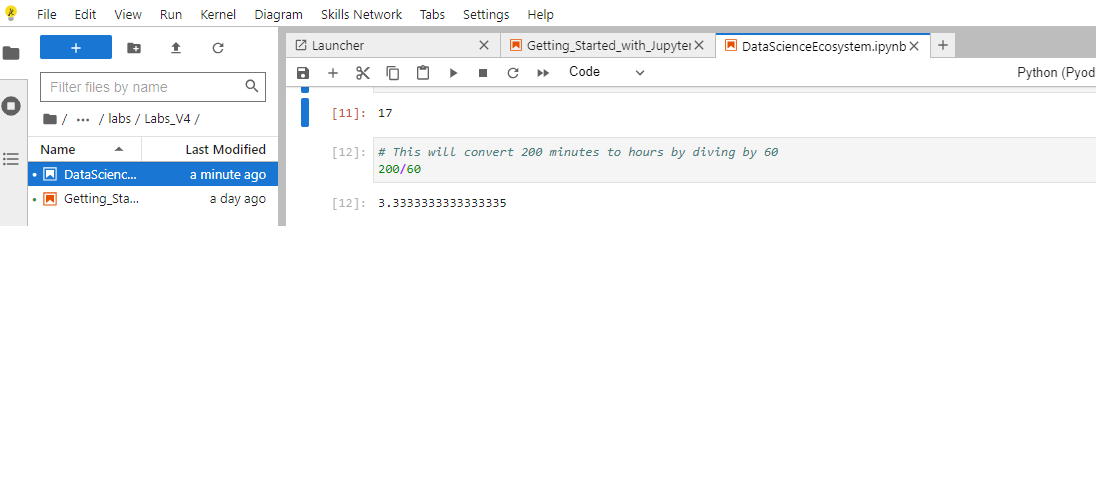 File Edit View Run Kernel Diagram Skills Network Tabs Settings Help
Launcher
Getting_Started_with_Jupyter
DataScienceEcosystem.ipynb
Filter files by name
Code
Python (Pyod
/ ··· / labs / Labs_V4 /
Name Last Modified
DataScienc... a minute ago
Getting_Sta... a day ago
[11]: 17
[12]: # This will convert 200 minutes to hours by diving by 60
200/60
[12]: 3.3333333333333335